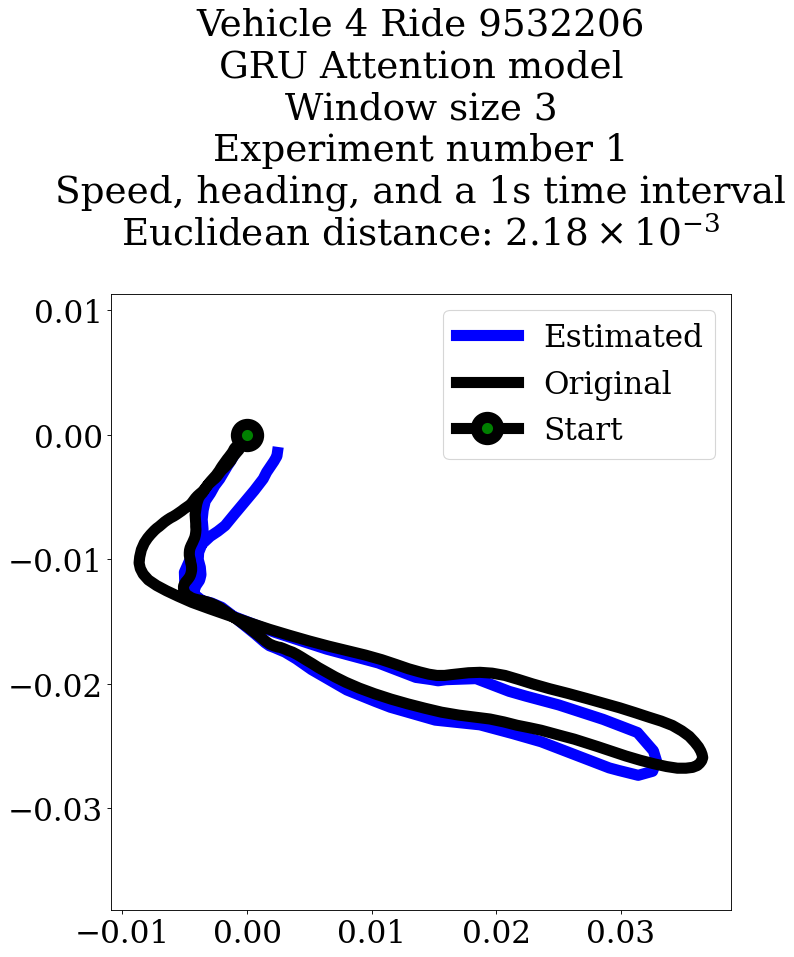 Vehicle 4 Ride 9532206
GRU Attention model
Window size 3
Experiment number 1
Speed, heading, and a 1s time interval
Euclidean distance: 2.18 × 10⁻³
Estimated
Original
Start
0.01
0.00
−0.01
−0.02
−0.03
−0.01 0.00 0.01 0.02 0.03